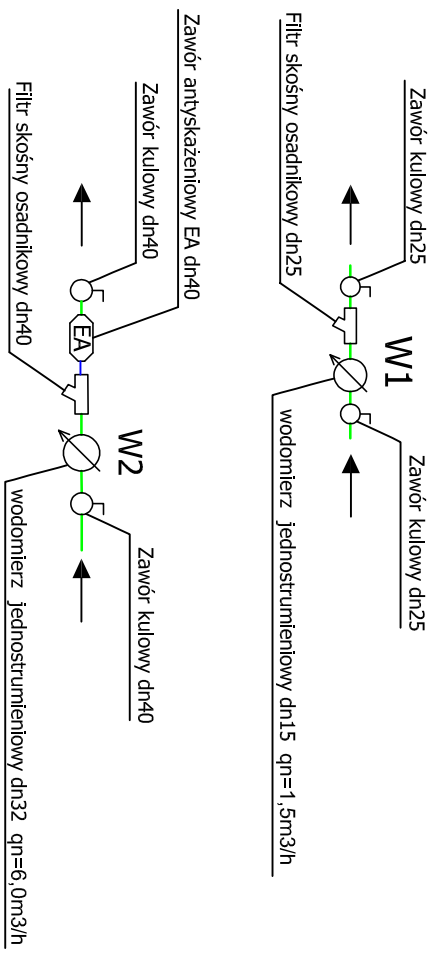 Zawór kulowy dn25
Filtr skośny osadnikowy dn25
W1
Zawór kulowy dn25
wodomierz jednostrumieniowy dn15 qn=1,5m3/h
Zawór antyskażeniowy EA dn40
Zawór kulowy dn40
Filtr skośny osadnikowy dn40
EA
W2
Zawór kulowy dn40
wodomierz jednostrumieniowy dn32 qn=6,0m3/h